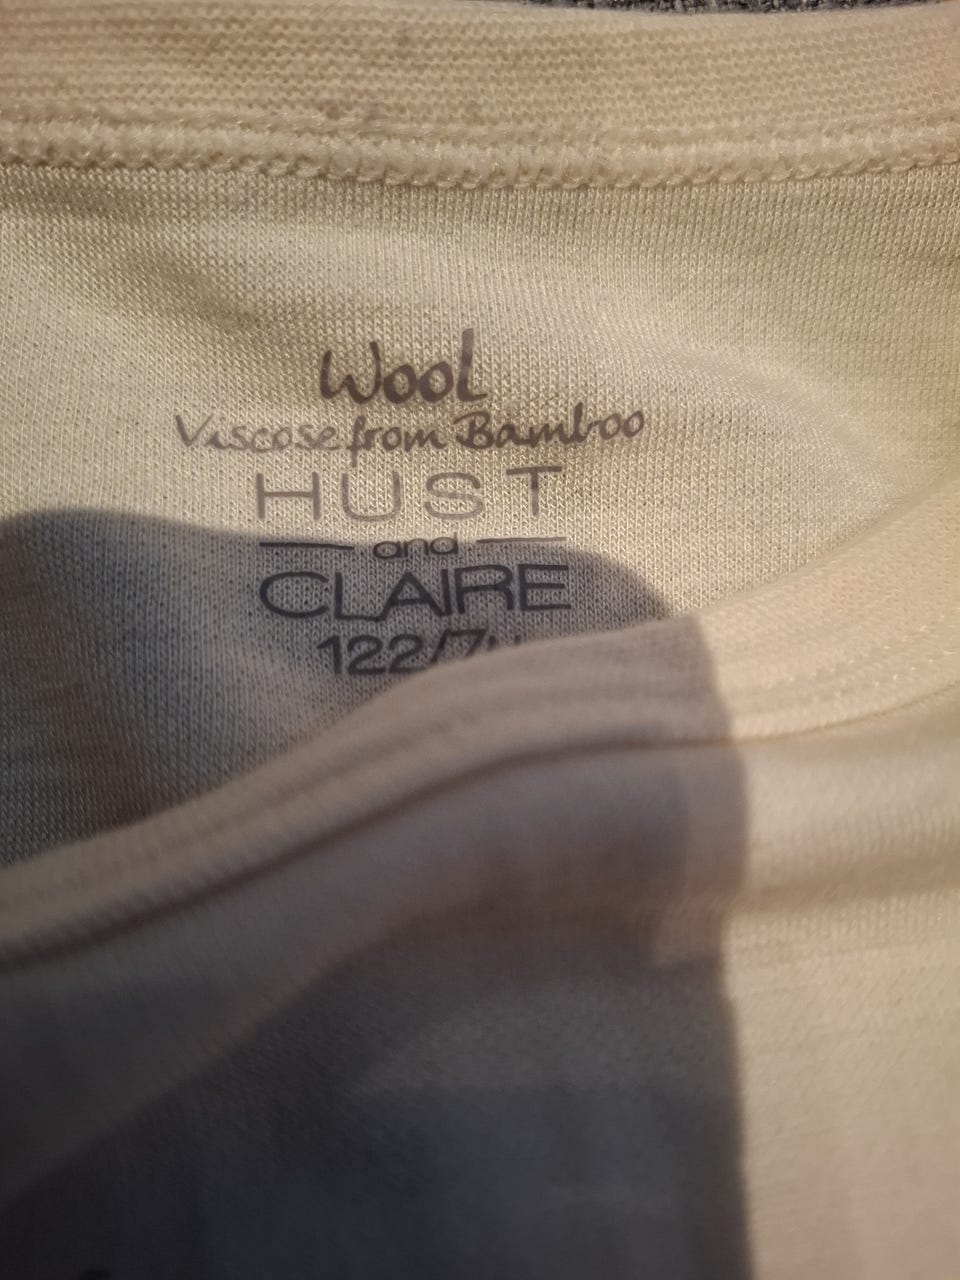 Wool
Viscose from Bamboo
HUST
and
CLAIRE
122/7